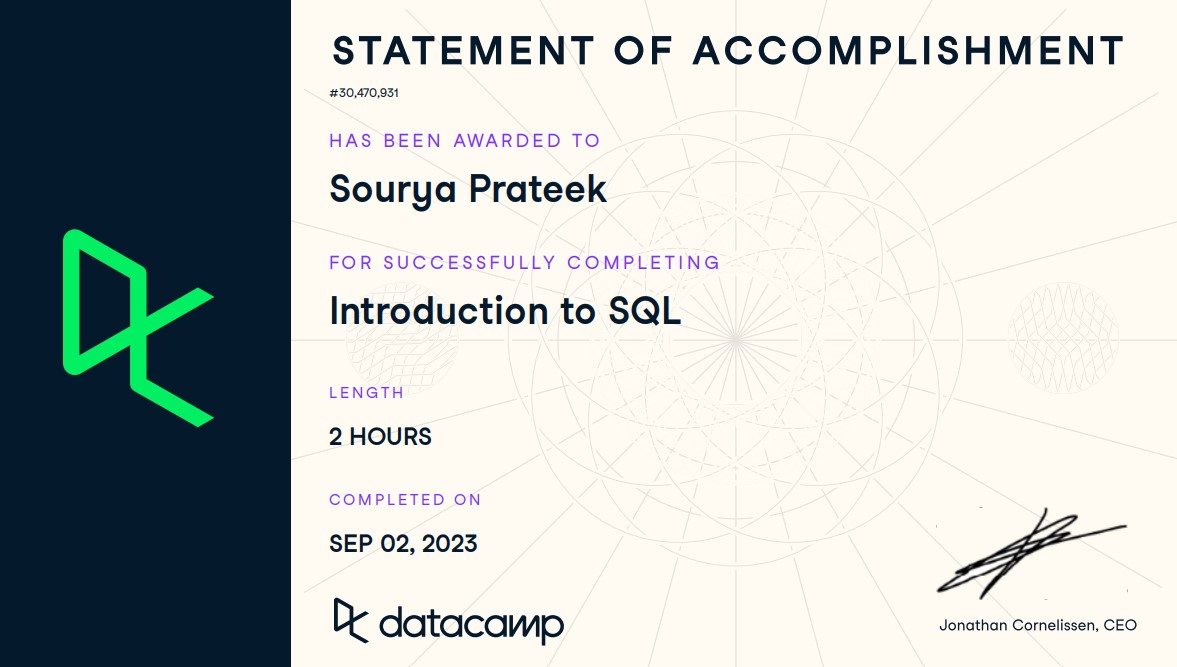 STATEMENT OF ACCOMPLISHMENT
#30,470,931
HAS BEEN AWARDED TO
Sourya Prateek
FOR SUCCESSFULLY COMPLETING
Introduction to SQL
LENGTH
2 HOURS
COMPLETED ON
SEP 02, 2023
datacamp
Jonathan Cornelissen, CEO